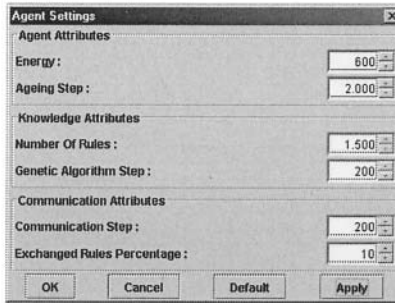 Agent Settings
Agent Attributes
Energy : 600
Ageing Step : 2.000
Knowledge Attributes
Number Of Rules : 1.500
Genetic Algorithm Step : 200
Communication Attributes
Communication Step : 200
Exchanged Rules Percentage : 10
OK Cancel Default Apply